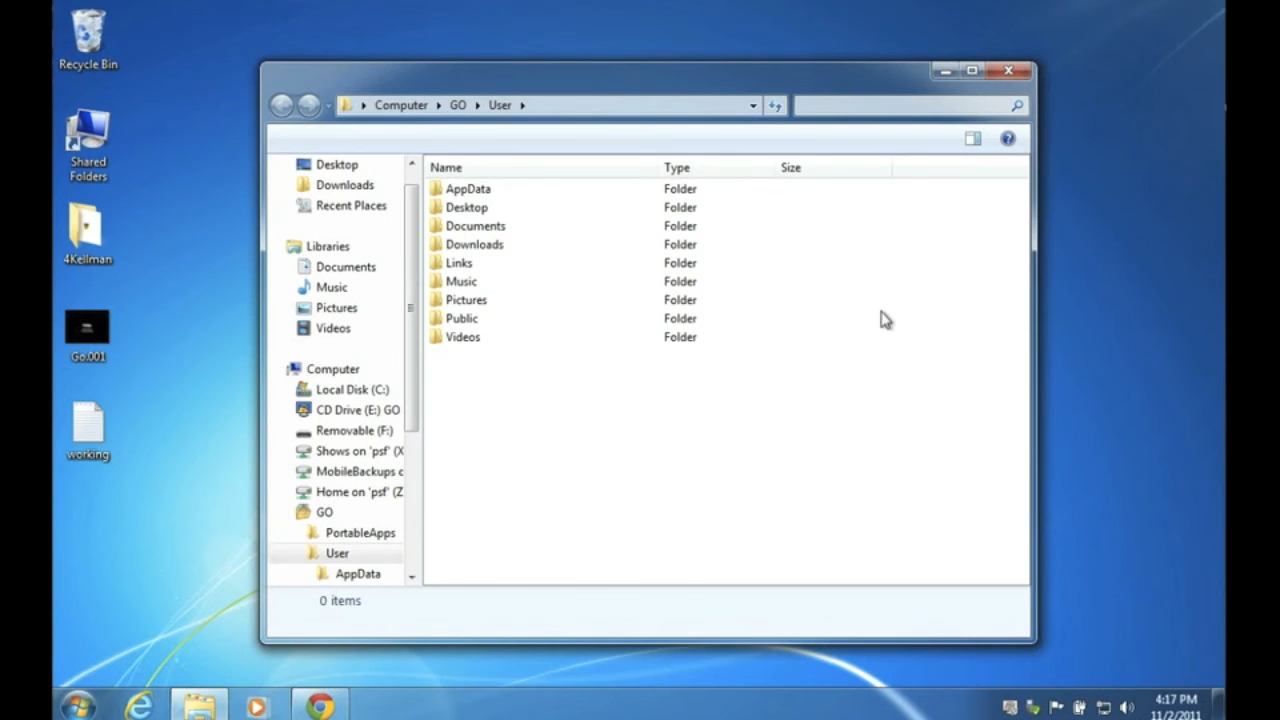 Recycle Bin
Shared
Folders
4Kellman
Go.001
working
Computer GO User
Desktop
Downloads
Recent Places
Libraries
Documents
Music
Pictures
Videos
Computer
Local Disk (C:)
CD Drive (E:) GO
Removable (F:)
Shows on 'psf' (X
MobileBackups c
Home on 'psf' (Z
GO
PortableApps
User
AppData
Name Type Size
AppData Folder
Desktop Folder
Documents Folder
Downloads Folder
Links Folder
Music Folder
Pictures Folder
Public Folder
Videos Folder
0 items
4:17 PM
11/2/2011